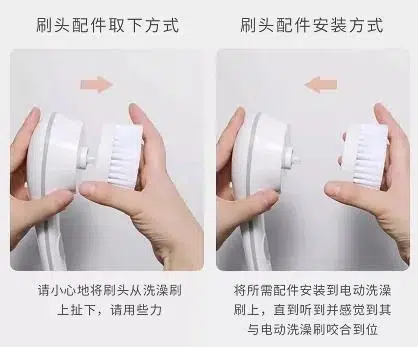 刷头配件取下方式
请小心地将刷头从洗澡刷
上扯下，请用些力
刷头配件安装方式
将所需配件安装到电动洗澡
刷上，直到听到并感觉到其
与电动洗澡刷咬合到位